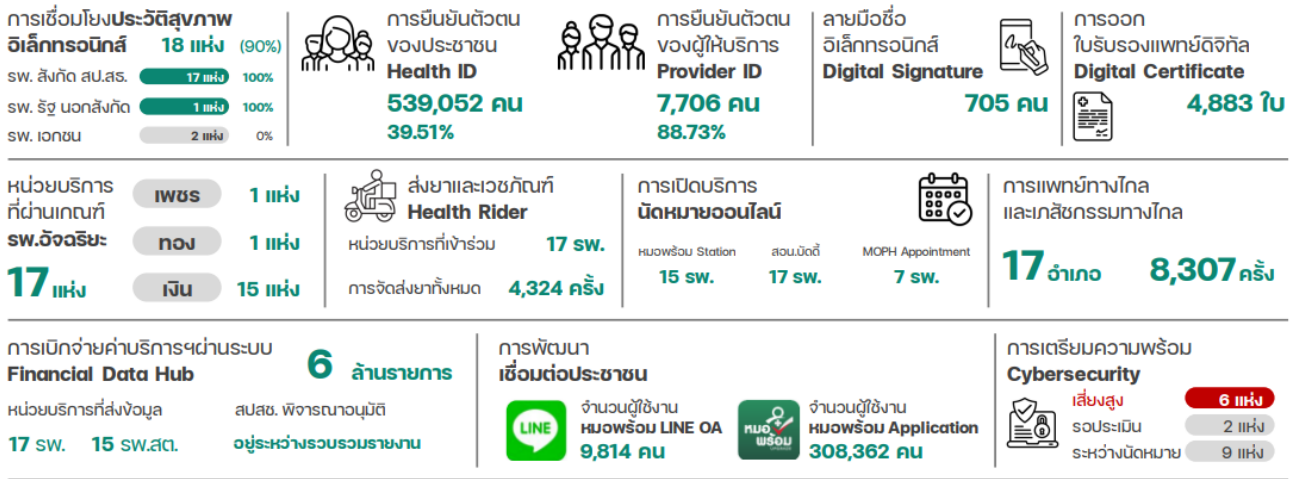 การเชื่อมโยงประวัติสุขภาพ
อิเล็กทรอนิกส์ 18 แห่ง (90%)
รพ. สังกัด สป.สธ. 17 แห่ง 100%
รพ. รัฐ นอกสังกัด 1 แห่ง 100%
รพ. เอกชน 2 แห่ง 0%
การยืนยันตัวตน
ของประชาชน
Health ID
539,052 คน
39.51%
การยืนยันตัวตน
ของผู้ให้บริการ
Provider ID
7,706 คน
88.73%
ลายมือชื่อ
อิเล็กทรอนิกส์
Digital Signature
705 คน
การออก
ใบรับรองแพทย์ดิจิทัล
Digital Certificate
4,883 ใบ
หน่วยบริการ
ที่ผ่านเกณฑ์
รพ.อัจฉริยะ
17 แห่ง
เพชร 1 แห่ง
ทอง 1 แห่ง
เงิน 15 แห่ง
ส่งยาและเวชภัณฑ์
Health Rider
หน่วยบริการที่เข้าร่วม 17 รพ.
การจัดส่งยาทั้งหมด 4,324 ครั้ง
การเปิดบริการ
นัดหมายออนไลน์
หมอพร้อม Station สอน.บัดดี้ MOPH Appointment
15 รพ. 17 รพ. 7 รพ.
การแพทย์ทางไกล
และเภสัชกรรมทางไกล
17 อำเภอ 8,307 ครั้ง
การเบิกจ่ายค่าบริการฯผ่านระบบ
Financial Data Hub 6 ล้านรายการ
หน่วยบริการที่ส่งข้อมูล สปสช. พิจารณาอนุมัติ
17 รพ. 15 รพ.สต. อยู่ระหว่างรวบรวมรายงาน
การพัฒนา
เชื่อมต่อประชาชน
LINE
จำนวนผู้ใช้งาน
หมอพร้อม LINE OA
9,814 คน
หมอ
พร้อม
จำนวนผู้ใช้งาน
หมอพร้อม Application
308,362 คน
การเตรียมความพร้อม
Cybersecurity
เสี่ยงสูง 6 แห่ง
รอประเมิน 2 แห่ง
ระหว่างนัดหมาย 9 แห่ง